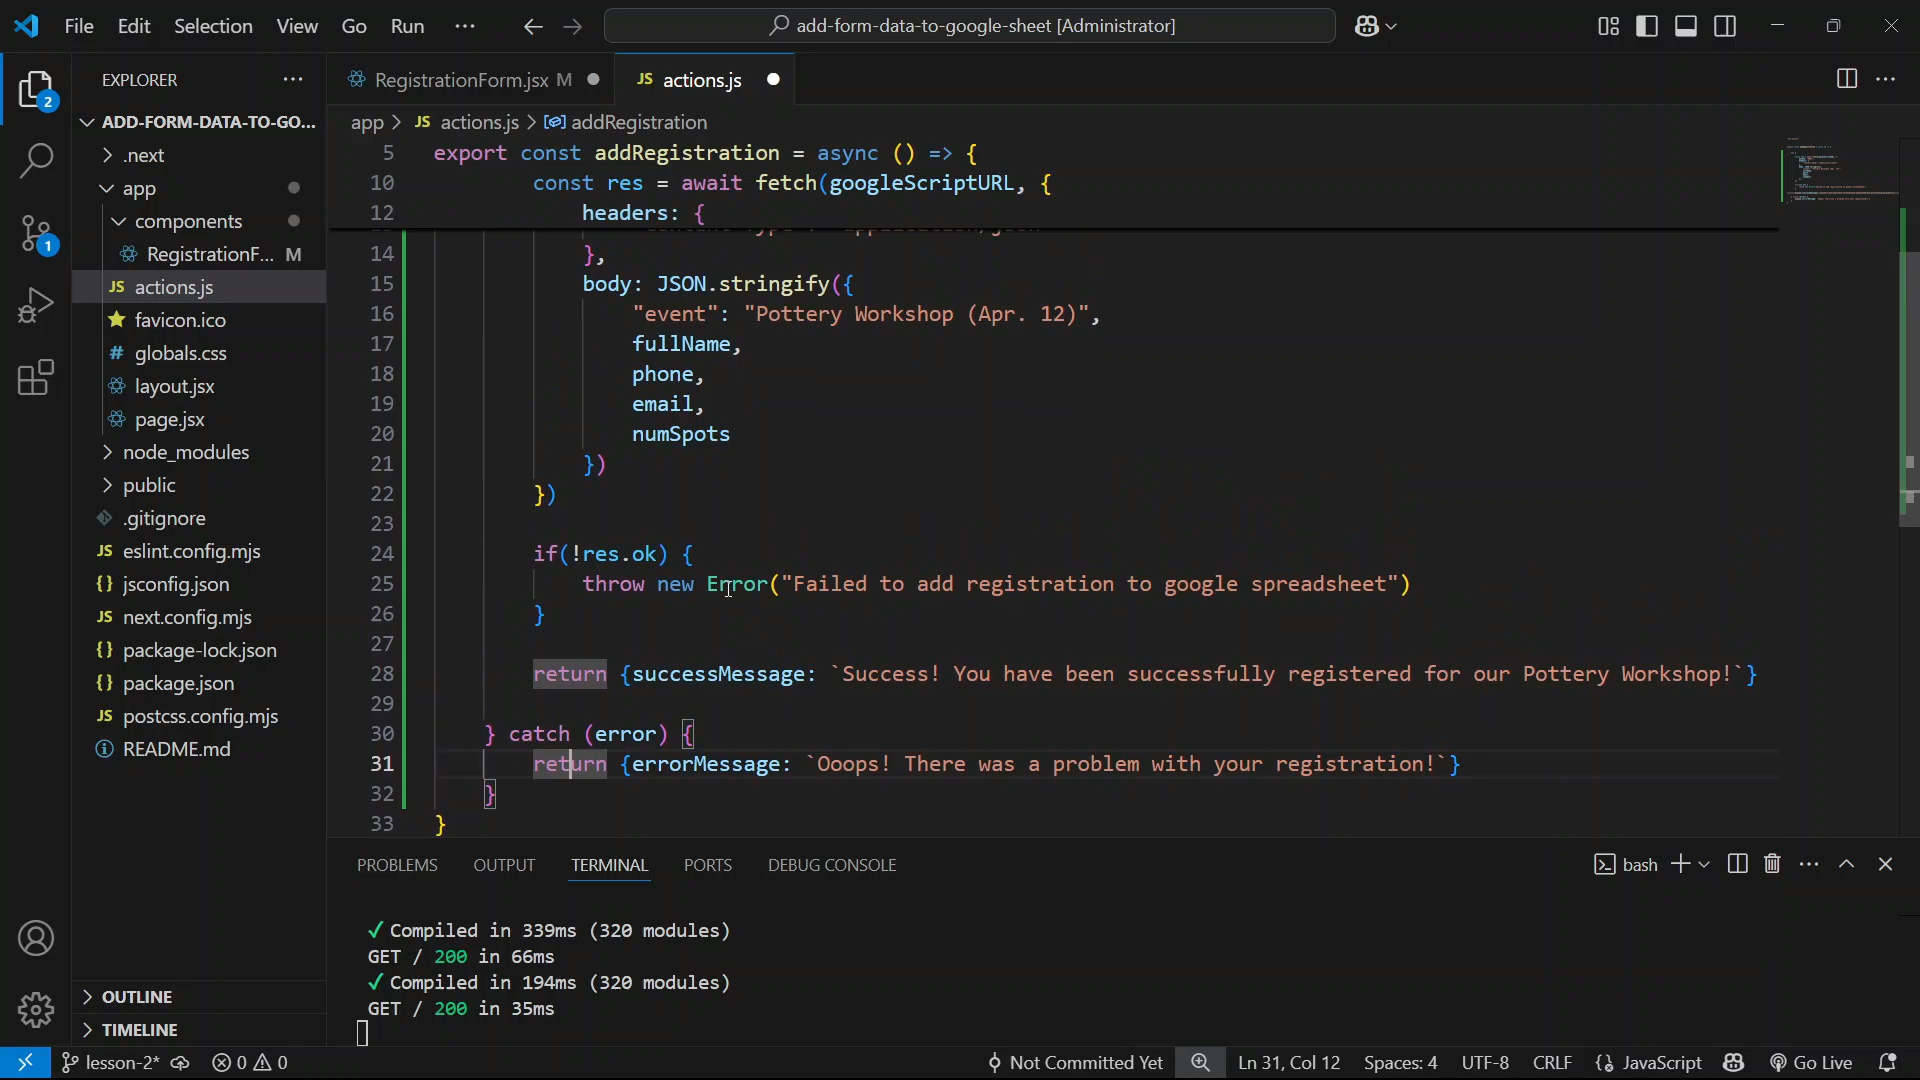 File Edit Selection View Go Run ···
add-form-data-to-google-sheet [Administrator]
EXPLORER
RegistrationForm.jsx M
JS actions.js
ADD-FORM-DATA-TO-GO...
.next
app
components
RegistrationF... M
JS actions.js
favicon.ico
# globals.css
layout.jsx
page.jsx
node_modules
public
.gitignore
JS eslint.config.mjs
{} jsconfig.json
JS next.config.mjs
{} package-lock.json
{} package.json
JS postcss.config.mjs
README.md
OUTLINE
TIMELINE
2
1
app > JS actions.js > addRegistration
5 export const addRegistration = async () => {
10 const res = await fetch(googleScriptURL, {
12 headers: {
14 },
15 body: JSON.stringify({
16 "event": "Pottery Workshop (Apr. 12)",
17 fullName,
18 phone,
19 email,
20 numSpots
21 })
22 })
23
24 if(!res.ok) {
25 throw new Error("Failed to add registration to google spreadsheet")
26 }
27
28 return {successMessage: `Success! You have been successfully registered for our Pottery Workshop!`}
29
30 } catch (error) {
31 return {errorMessage: `Ooops! There was a problem with your registration!`}
32 }
33 }
PROBLEMS OUTPUT TERMINAL PORTS DEBUG CONSOLE
bash
✓ Compiled in 339ms (320 modules)
GET / 200 in 66ms
✓ Compiled in 194ms (320 modules)
GET / 200 in 35ms
lesson-2* 0 0 Not Committed Yet Ln 31, Col 12 Spaces: 4 UTF-8 CRLF {} JavaScript Go Live